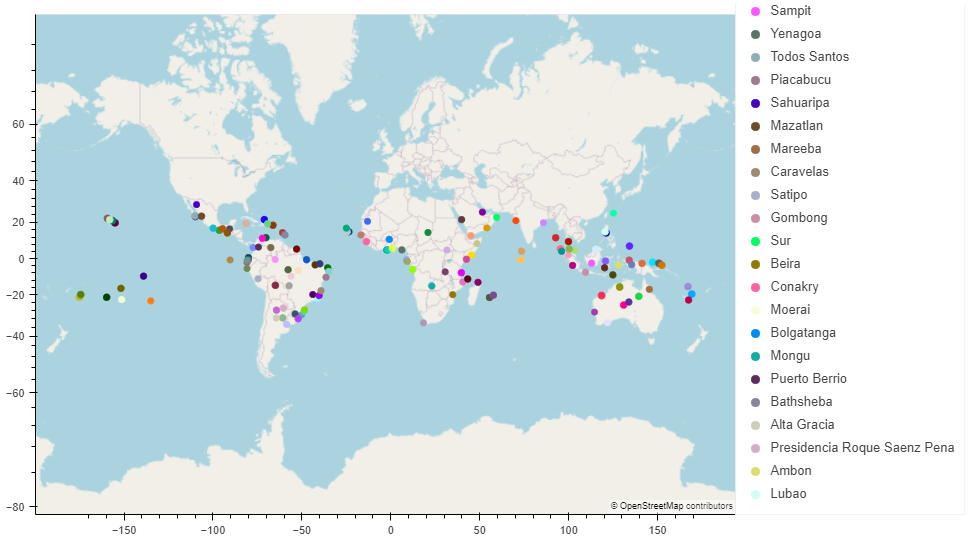 60
40
20
0
−20
−40
−60
−80
−150
−100
−50
0
50
100
150
© OpenStreetMap contributors
Sampit
Yenagoa
Todos Santos
Piacabucu
Sahuaripa
Mazatlan
Mareeba
Caravelas
Satipo
Gombong
Sur
Beira
Conakry
Moerai
Bolgatanga
Mongu
Puerto Berrio
Bathsheba
Alta Gracia
Presidencia Roque Saenz Pena
Ambon
Lubao